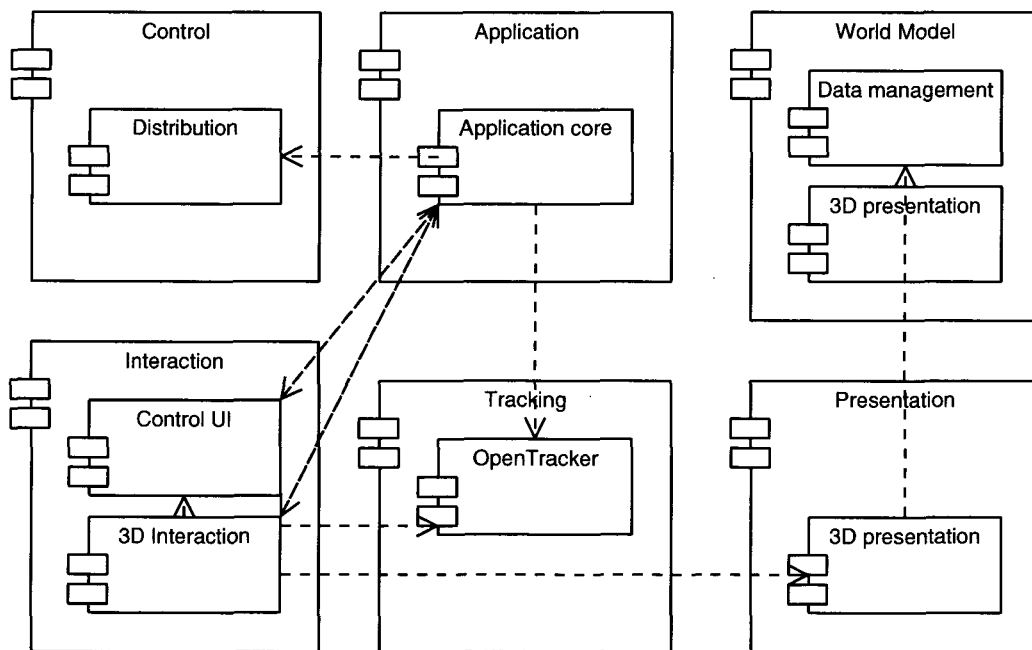 Control
Application
World Model
Distribution
Application core
Data management
3D presentation
Interaction
Tracking
Presentation
Control UI
OpenTracker
3D Interaction
3D presentation